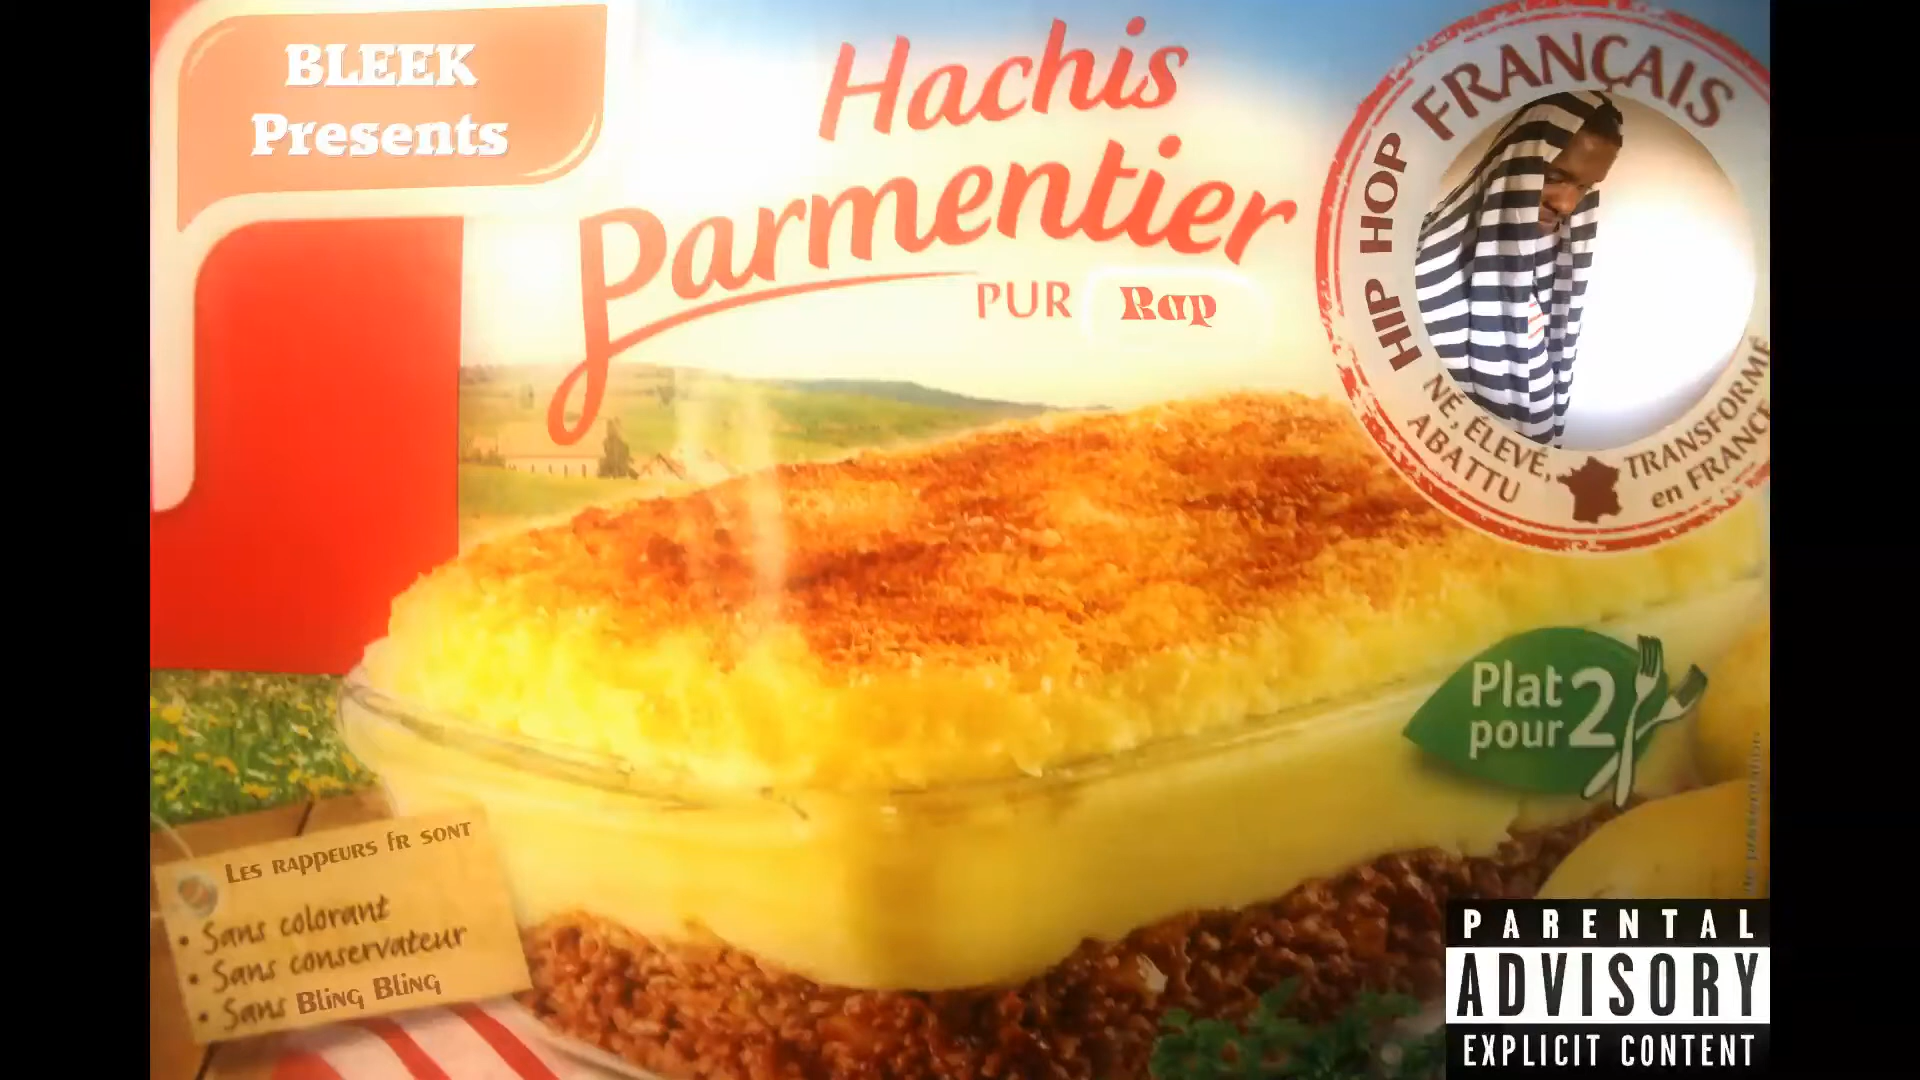 BLEEK
Presents
Hachis
Parmentier
PUR Rap
HIP HOP FRANÇAIS
NÉ, ÉLEVÉ,
ABATTU
TRANSFORMÉ
en FRANCE
Plat
pour 2
LES RAPPEURS fR SONT
• Sans colorant
• Sans conservateur
• Sans BLING BLING
PARENTAL
ADVISORY
EXPLICIT CONTENT